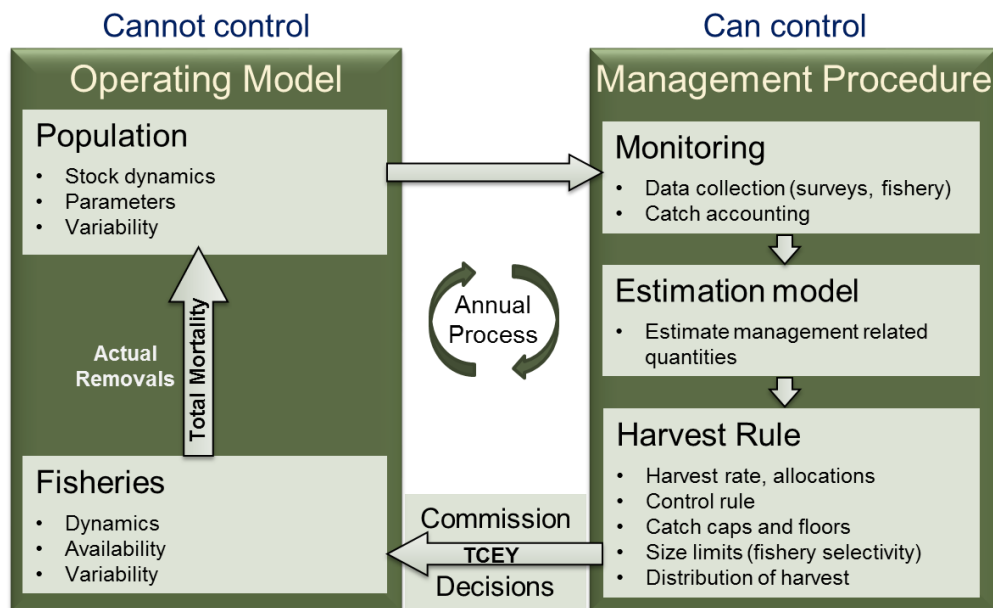 Cannot control
Operating Model
Population
• Stock dynamics
• Parameters
• Variability
Actual
Removals
Total Mortality
Fisheries
• Dynamics
• Availability
• Variability
Annual
Process
Commission
TCEY
Decisions
Can control
Management Procedure
Monitoring
• Data collection (surveys, fishery)
• Catch accounting
Estimation model
• Estimate management related
quantities
Harvest Rule
• Harvest rate, allocations
• Control rule
• Catch caps and floors
• Size limits (fishery selectivity)
• Distribution of harvest